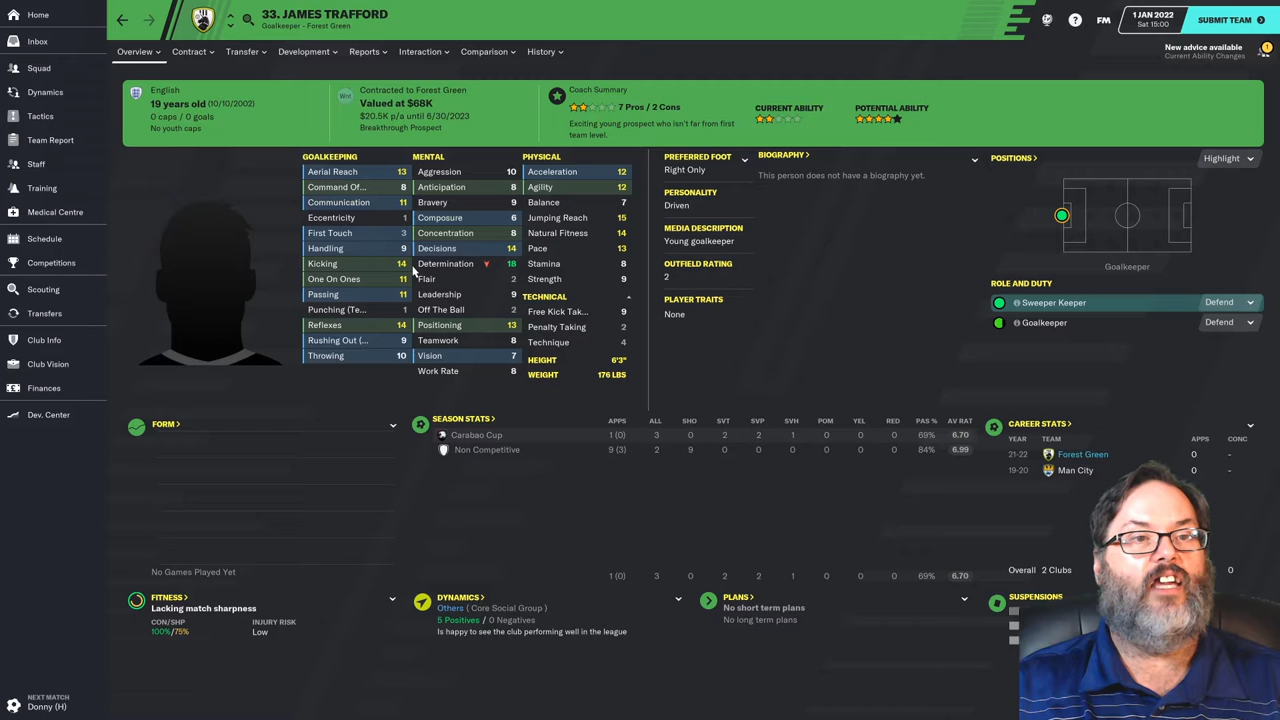 Home
Inbox
Squad
Dynamics
Tactics
Team Report
Staff
Training
Medical Centre
Schedule
Competitions
Scouting
Transfers
Club Info
Club Vision
Finances
Dev. Center
NEXT MATCH
Donny (H)
33. JAMES TRAFFORD
Goalkeeper - Forest Green
FM
1 JAN 2022
Sat 15:00
SUBMIT TEAM
Overview
Contract
Transfer
Development
Reports
Interaction
Comparison
History
New advice available
Current Ability Changes
1
English
19 years old (10/10/2002)
0 caps / 0 goals
No youth caps
Wnt
Contracted to Forest Green
Valued at $68K
$20.5K p/a until 6/30/2023
Breakthrough Prospect
Coach Summary
7 Pros / 2 Cons
Exciting young prospect who isn't far from first
team level.
CURRENT ABILITY
POTENTIAL ABILITY
GOALKEEPING
Aerial Reach 13
Command Of... 8
Communication 11
Eccentricity 1
First Touch 3
Handling 9
Kicking 14
One On Ones 11
Passing 11
Punching (Te... 1
Reflexes 14
Rushing Out (... 9
Throwing 10
MENTAL
Aggression 10
Anticipation 8
Bravery 9
Composure 6
Concentration 8
Decisions 14
Determination 18
Flair 2
Leadership 9
Off The Ball 2
Positioning 13
Teamwork 8
Vision 7
Work Rate 8
PHYSICAL
Acceleration 12
Agility 12
Balance 7
Jumping Reach 15
Natural Fitness 14
Pace 13
Stamina 8
Strength 9
TECHNICAL
Free Kick Tak... 9
Penalty Taking 2
Technique 4
HEIGHT 6'3"
WEIGHT 176 LBS
PREFERRED FOOT
Right Only
PERSONALITY
Driven
MEDIA DESCRIPTION
Young goalkeeper
OUTFIELD RATING
2
PLAYER TRAITS
None
BIOGRAPHY
This person does not have a biography yet.
POSITIONS
Highlight
Goalkeeper
ROLE AND DUTY
Sweeper Keeper Defend
Goalkeeper Defend
FORM
No Games Played Yet
SEASON STATS APPS ALL SHO SVT SVP SVH POM YEL RED PAS % AV RAT
Carabao Cup 1 (0) 3 0 2 2 1 0 0 0 69% 6.70
Non Competitive 9 (3) 2 9 0 0 0 0 0 0 84% 6.99
1 (0) 3 0 2 2 1 0 0 0 69% 6.70
CAREER STATS
YEAR TEAM APPS CONC
21-22 Forest Green 0 -
19-20 Man City 0 -
Overall 2 Clubs 0
FITNESS
Lacking match sharpness
CON/SHP
100%/75%
INJURY RISK
Low
DYNAMICS
Others ( Core Social Group )
5 Positives / 0 Negatives
Is happy to see the club performing well in the league
PLANS
No short term plans
No long term plans
SUSPENSIONS